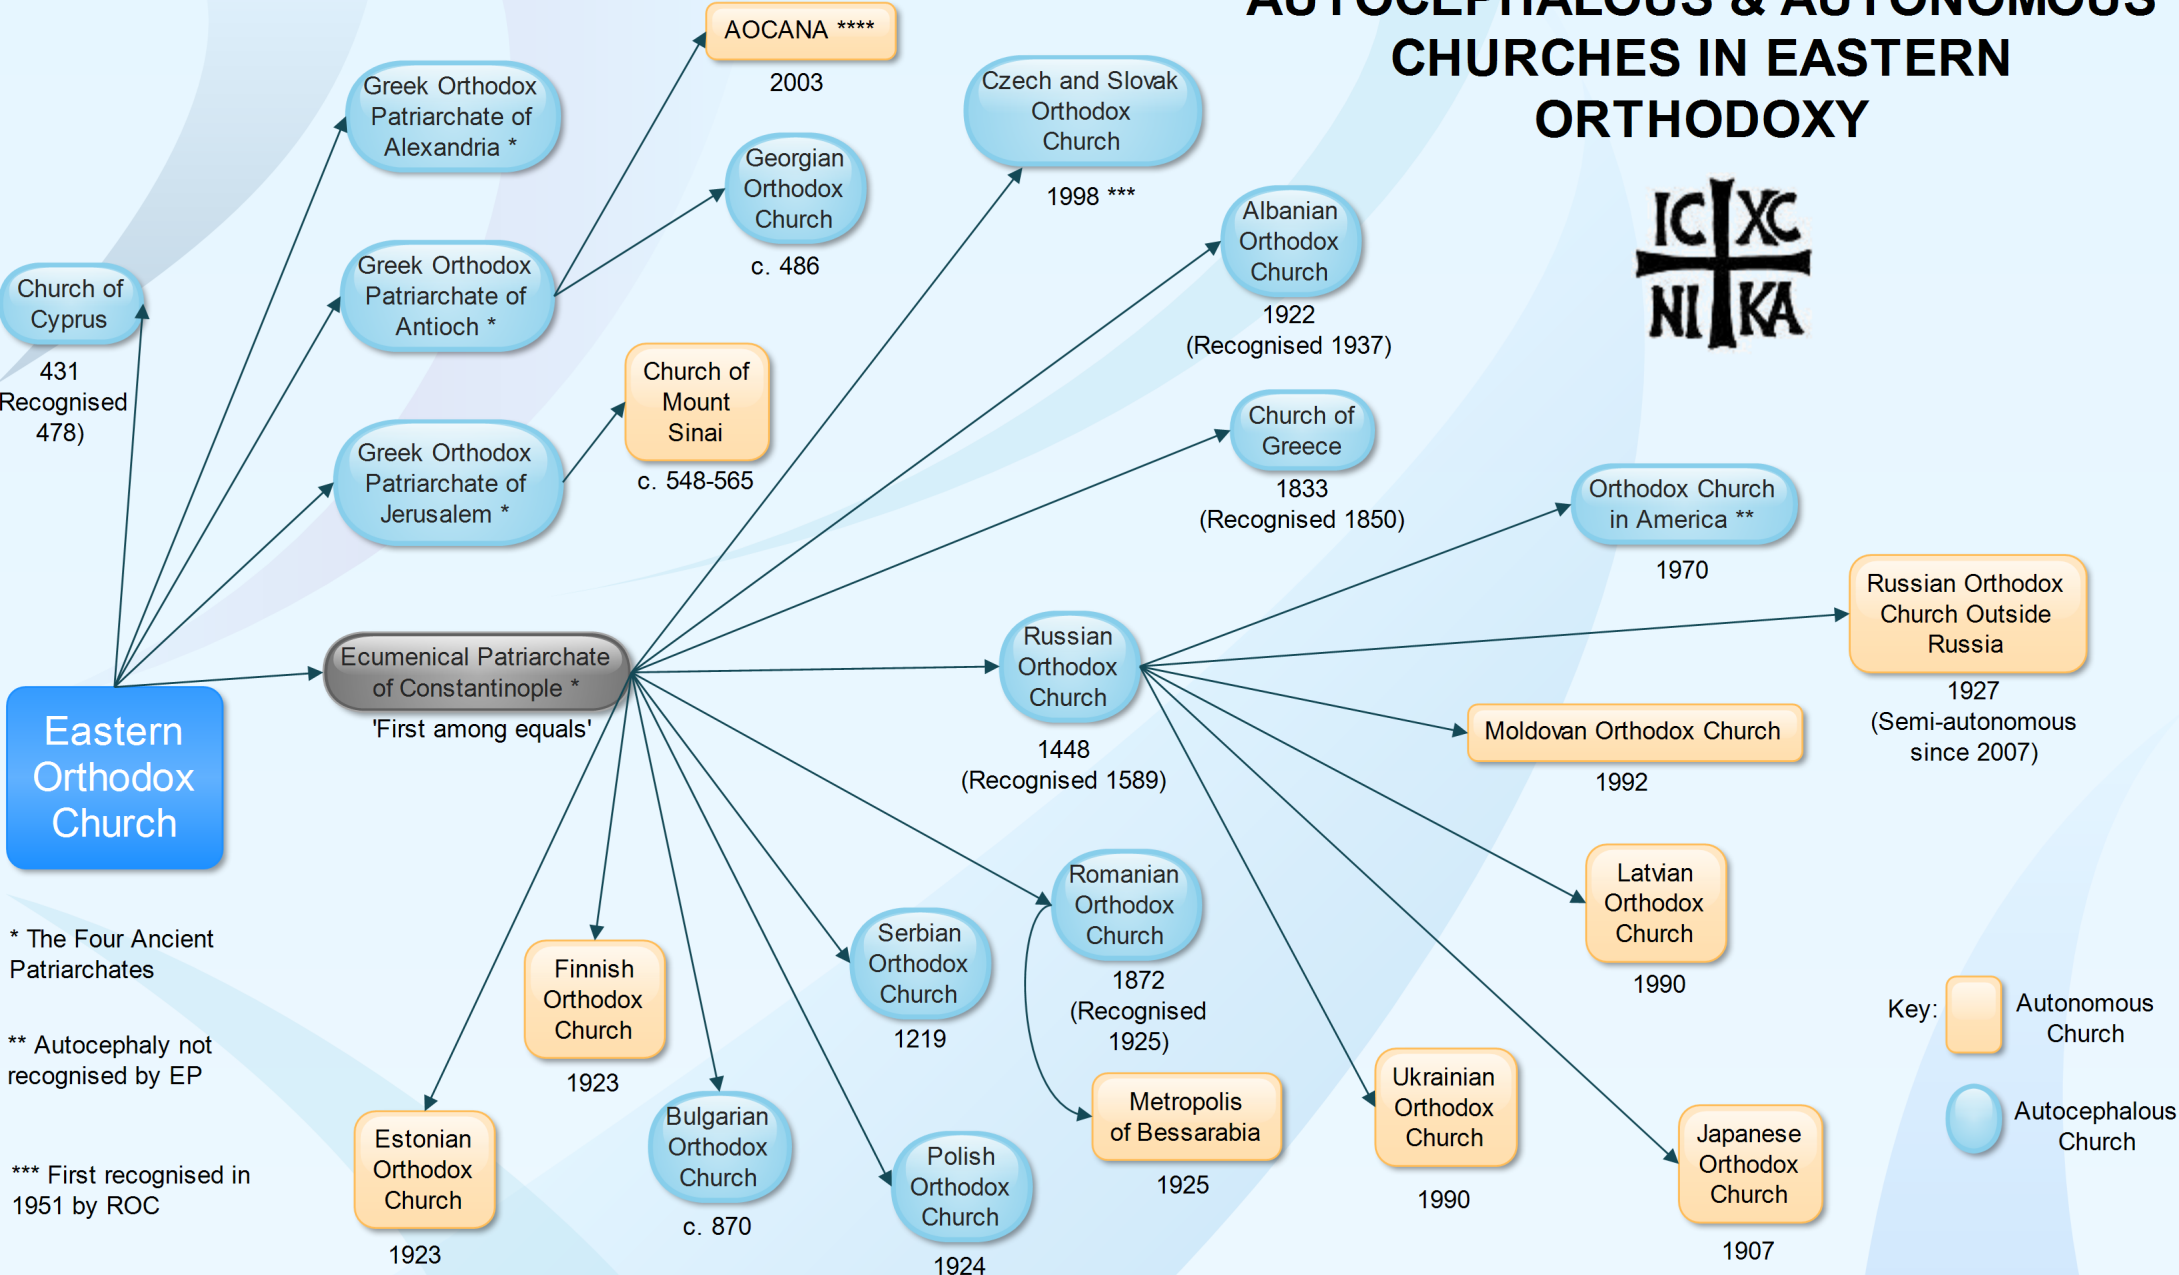 AUTOCEPHALOUS & AUTONOMOUS
CHURCHES IN EASTERN
ORTHODOXY
IC XC
NI KA
AOCANA ****
2003
Greek Orthodox
Patriarchate of
Alexandria *
Czech and Slovak
Orthodox
Church
1998 ***
Georgian
Orthodox
Church
c. 486
Albanian
Orthodox
Church
1922
(Recognised 1937)
Greek Orthodox
Patriarchate of
Antioch *
Church of
Cyprus
431
Recognised
478)
Church of
Mount
Sinai
c. 548-565
Church of
Greece
1833
(Recognised 1850)
Greek Orthodox
Patriarchate of
Jerusalem *
Orthodox Church
in America **
1970
Russian Orthodox
Church Outside
Russia
1927
(Semi-autonomous
since 2007)
Ecumenical Patriarchate
of Constantinople *
'First among equals'
Russian
Orthodox
Church
1448
(Recognised 1589)
Eastern
Orthodox
Church
Moldovan Orthodox Church
1992
Latvian
Orthodox
Church
1990
Romanian
Orthodox
Church
1872
(Recognised
1925)
Serbian
Orthodox
Church
1219
Finnish
Orthodox
Church
1923
Metropolis
of Bessarabia
1925
Ukrainian
Orthodox
Church
1990
Japanese
Orthodox
Church
1907
Bulgarian
Orthodox
Church
c. 870
Polish
Orthodox
Church
1924
Estonian
Orthodox
Church
1923
* The Four Ancient
Patriarchates
** Autocephaly not
recognised by EP
*** First recognised in
1951 by ROC
Key:
Autonomous
Church
Autocephalous
Church